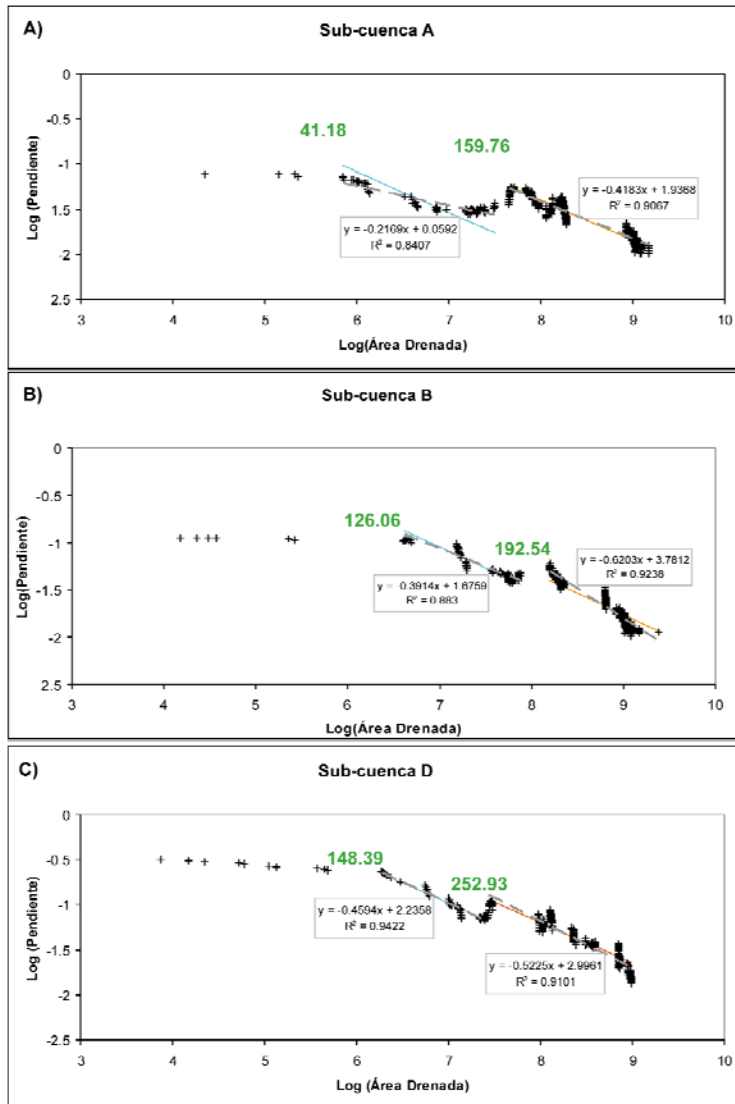 A)
Sub-cuenca A
0
-0.5
-1
-1.5
-2
2.5
Log (Pendiente)
41.18
159.76
y = -0.2169x + 0.0592
R² = 0.8407
y = -0.4183x + 1.9368
R² = 0.9067
3 4 5 6 7 8 9 10
Log(Área Drenada)
B)
Sub-cuenca B
0
-0.5
-1
-1.5
-2
2.5
Log(Pendiente)
126.06
192.54
y = -0.3914x + 1.6759
R² = 0.883
y = -0.6203x + 3.7812
R² = 0.9238
3 4 5 6 7 8 9 10
Log(Área Drenada)
C)
Sub-cuenca D
0
-0.5
-1
-1.5
-2
-2.5
Log (Pendiente)
148.39
252.93
y = -0.4594x + 2.2358
R² = 0.9422
y = -0.5225x + 2.9961
R² = 0.9101
3 4 5 6 7 8 9 10
Log (Área Drenada)